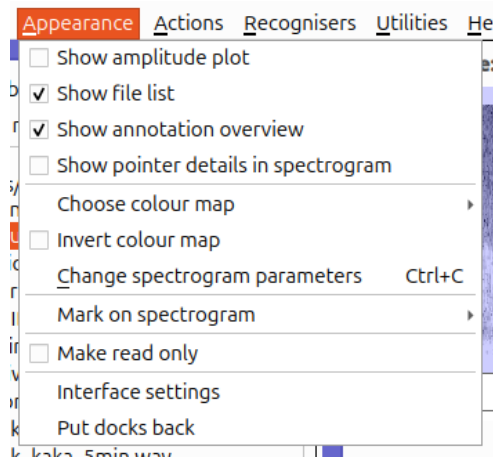 Appearance Actions Recognisers Utilities He
Show amplitude plot
Show file list
Show annotation overview
Show pointer details in spectrogram
Choose colour map
Invert colour map
Change spectrogram parameters Ctrl+C
Mark on spectrogram
Make read only
Interface settings
Put docks back